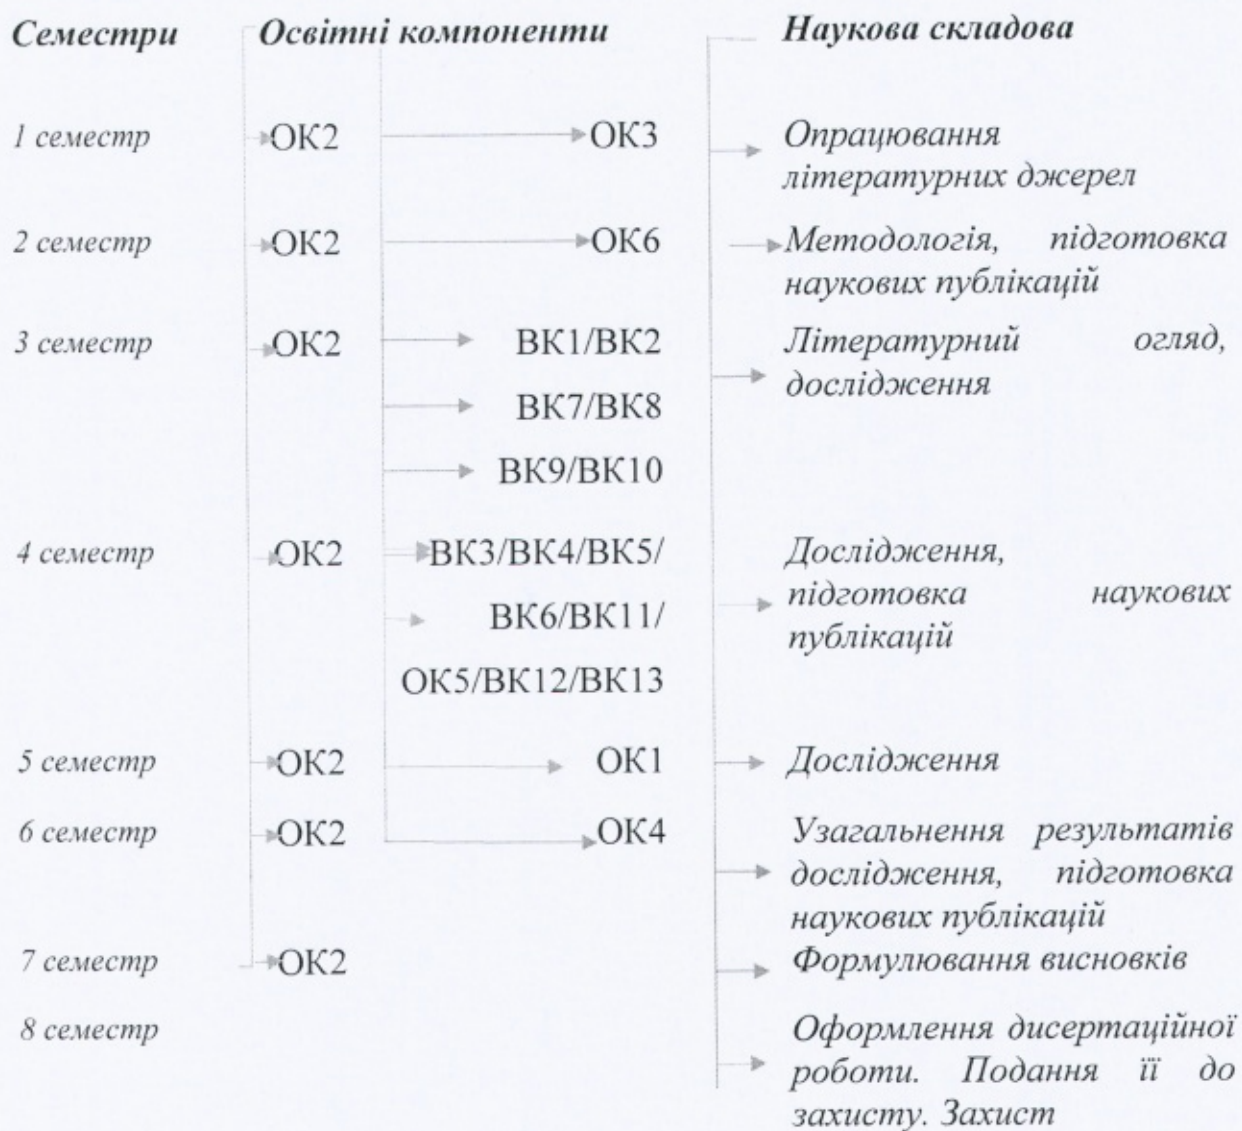 Семестри Освітні компоненти Наукова складова
1 семестр ОК2 ОК3 Опрацювання
літературних джерел
2 семестр ОК2 ОК6 Методологія, підготовка
наукових публікацій
3 семестр ОК2 ВК1/ВК2 Літературний огляд,
дослідження
ВК7/ВК8
ВК9/ВК10
4 семестр ОК2 ВК3/ВК4/ВК5/ Дослідження,
ВК6/ВК11/ підготовка наукових
публікацій
ОК5/ВК12/ВК13
5 семестр ОК2 ОК1 Дослідження
6 семестр ОК2 ОК4 Узагальнення результатів
дослідження, підготовка
наукових публікацій
7 семестр ОК2 Формулювання висновків
8 семестр Оформлення дисертаційної
роботи. Подання її до
захисту. Захист